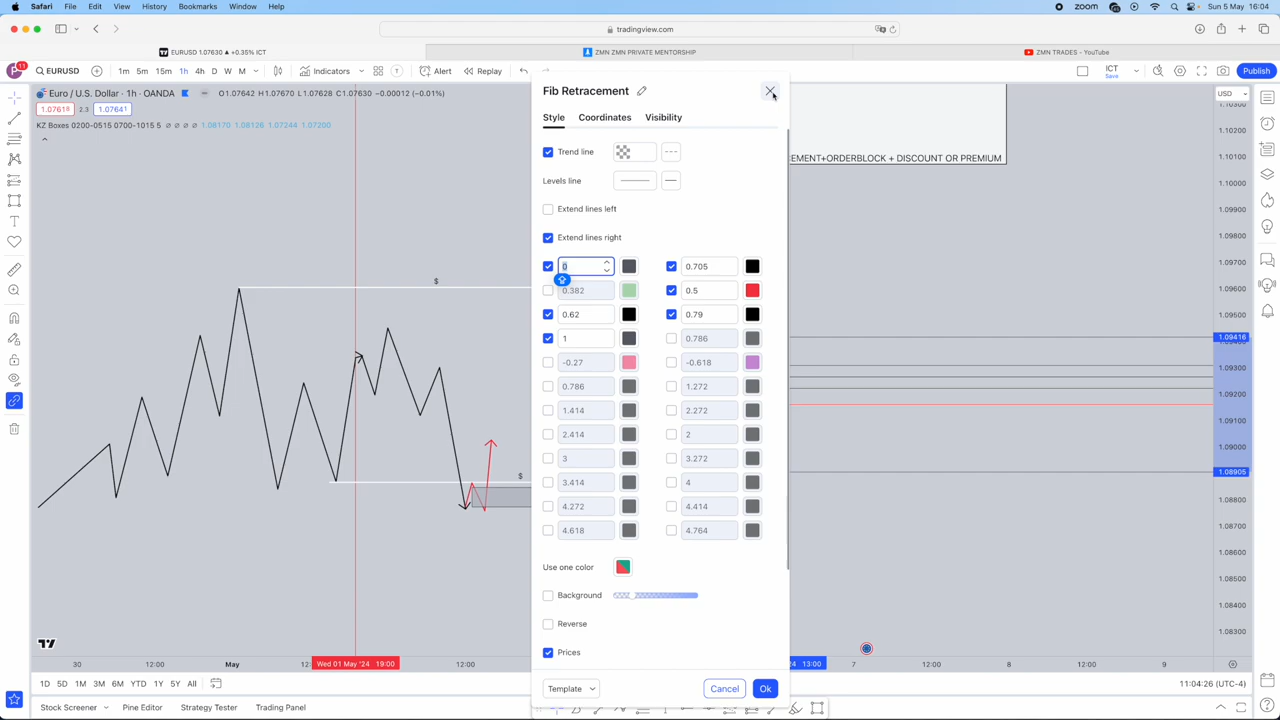 Safari File Edit View History Bookmarks Window Help
zoom Sun 5 May 16:04
tradingview.com
EURUSD 1.07630 ▲ +0.35% ICT
ZMN ZMN PRIVATE MENTORSHIP
ZMN TRADES - YouTube
P 11 EURUSD 1m 5m 15m 1h 4h D W M Indicators Alert Replay
ICT
Save
Publish
Euro / U.S. Dollar · 1h · OANDA O1.07642 H1.07670 L1.07628 C1.07630 -0.00012 (-0.01%)
1.07618 2.3 1.07641
KZ Boxes 0200-0515 0700-1015 5 ø ø ø ø 1.08170 1.08126 1.07244 1.07200
USD
EMENT+ORDERBLOCK + DISCOUNT OR PREMIUM
Fib Retracement
Style Coordinates Visibility
Trend line
Levels line
Extend lines left
Extend lines right
0 0.705
0.382 0.5
0.62 0.79
1 0.786
-0.27 -0.618
0.786 1.272
1.414 2.272
2.414 2
3 3.272
3.414 4
4.272 4.414
4.618 4.764
Use one color
Background
Reverse
Prices
Template Cancel Ok
$
$
1.10300
1.10200
1.10100
1.10000
1.09900
1.09800
1.09700
1.09600
1.09500
1.09416
1.09300
1.09200
1.09100
1.09000
1.08905
1.08800
1.08700
1.08600
1.08500
1.08400
1.08300
30 12:00 May Wed 01 May '24 19:00 12:00 24 13:00 7 12:00 8 12:00 9
1D 5D 1M 3M 6M YTD 1Y 5Y All
11:04:26 (UTC-4)
Stock Screener Pine Editor Strategy Tester Trading Panel